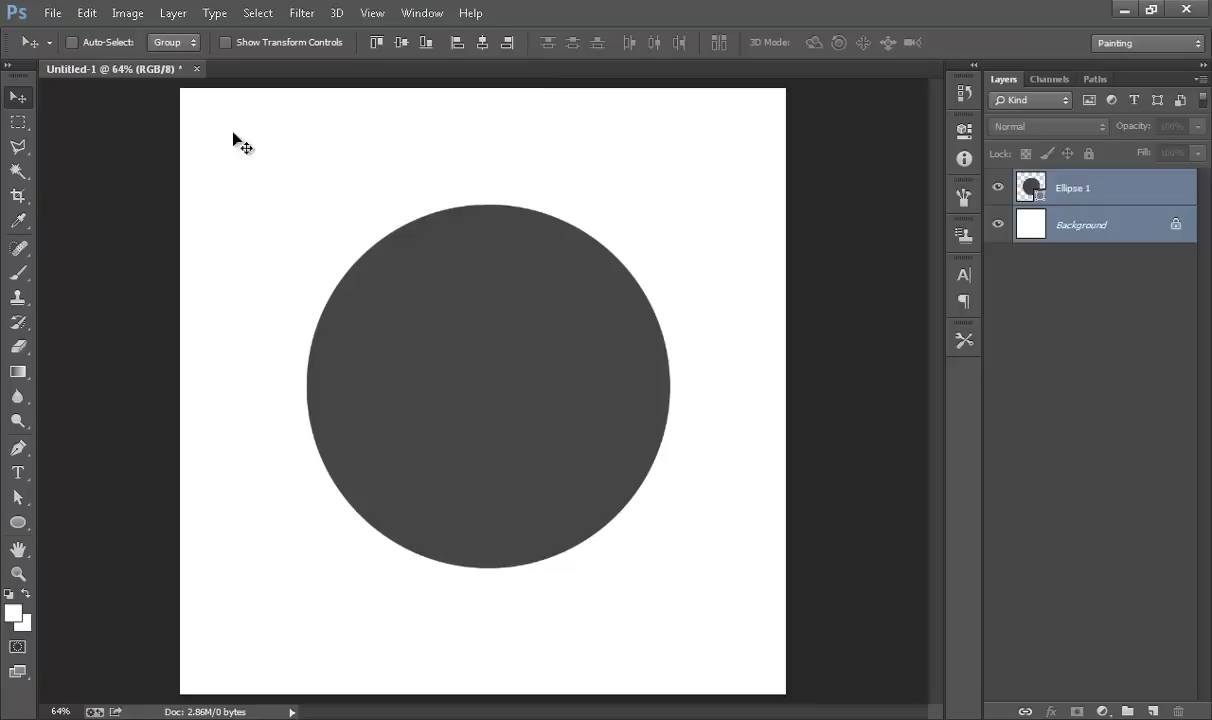 Ps File Edit Image Layer Type Select Filter 3D View Window Help
Auto-Select: Group Show Transform Controls 3D Mode: Painting
Untitled-1 @ 64% (RGB/8) * ×
Layers Channels Paths
Kind
Normal Opacity: 100%
Lock: Fill: 100%
Ellipse 1
Background
64% Doc: 2.86M/0 bytes